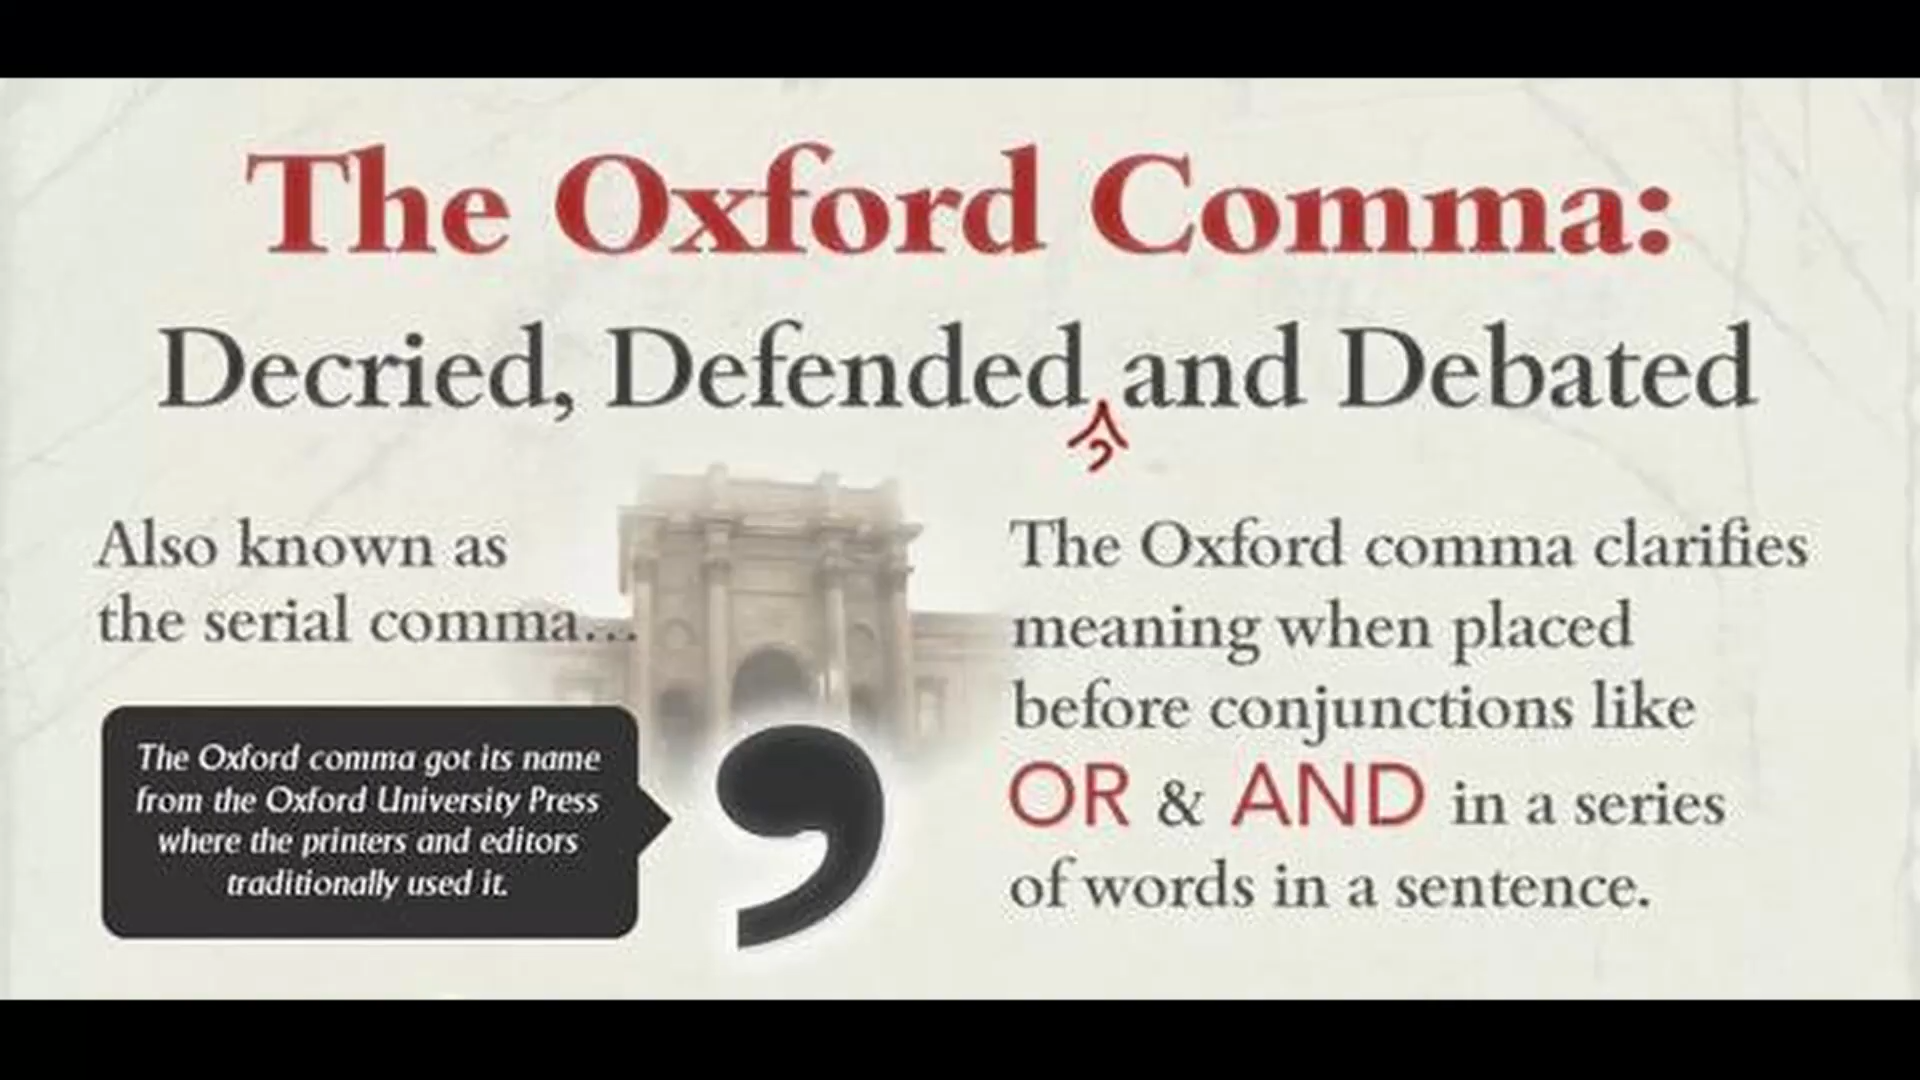 The Oxford Comma:
Decried, Defended and Debated
,
Also known as
the serial comma...
The Oxford comma got its name
from the Oxford University Press
where the printers and editors
traditionally used it.
,
The Oxford comma clarifies
meaning when placed
before conjunctions like
OR & AND in a series
of words in a sentence.